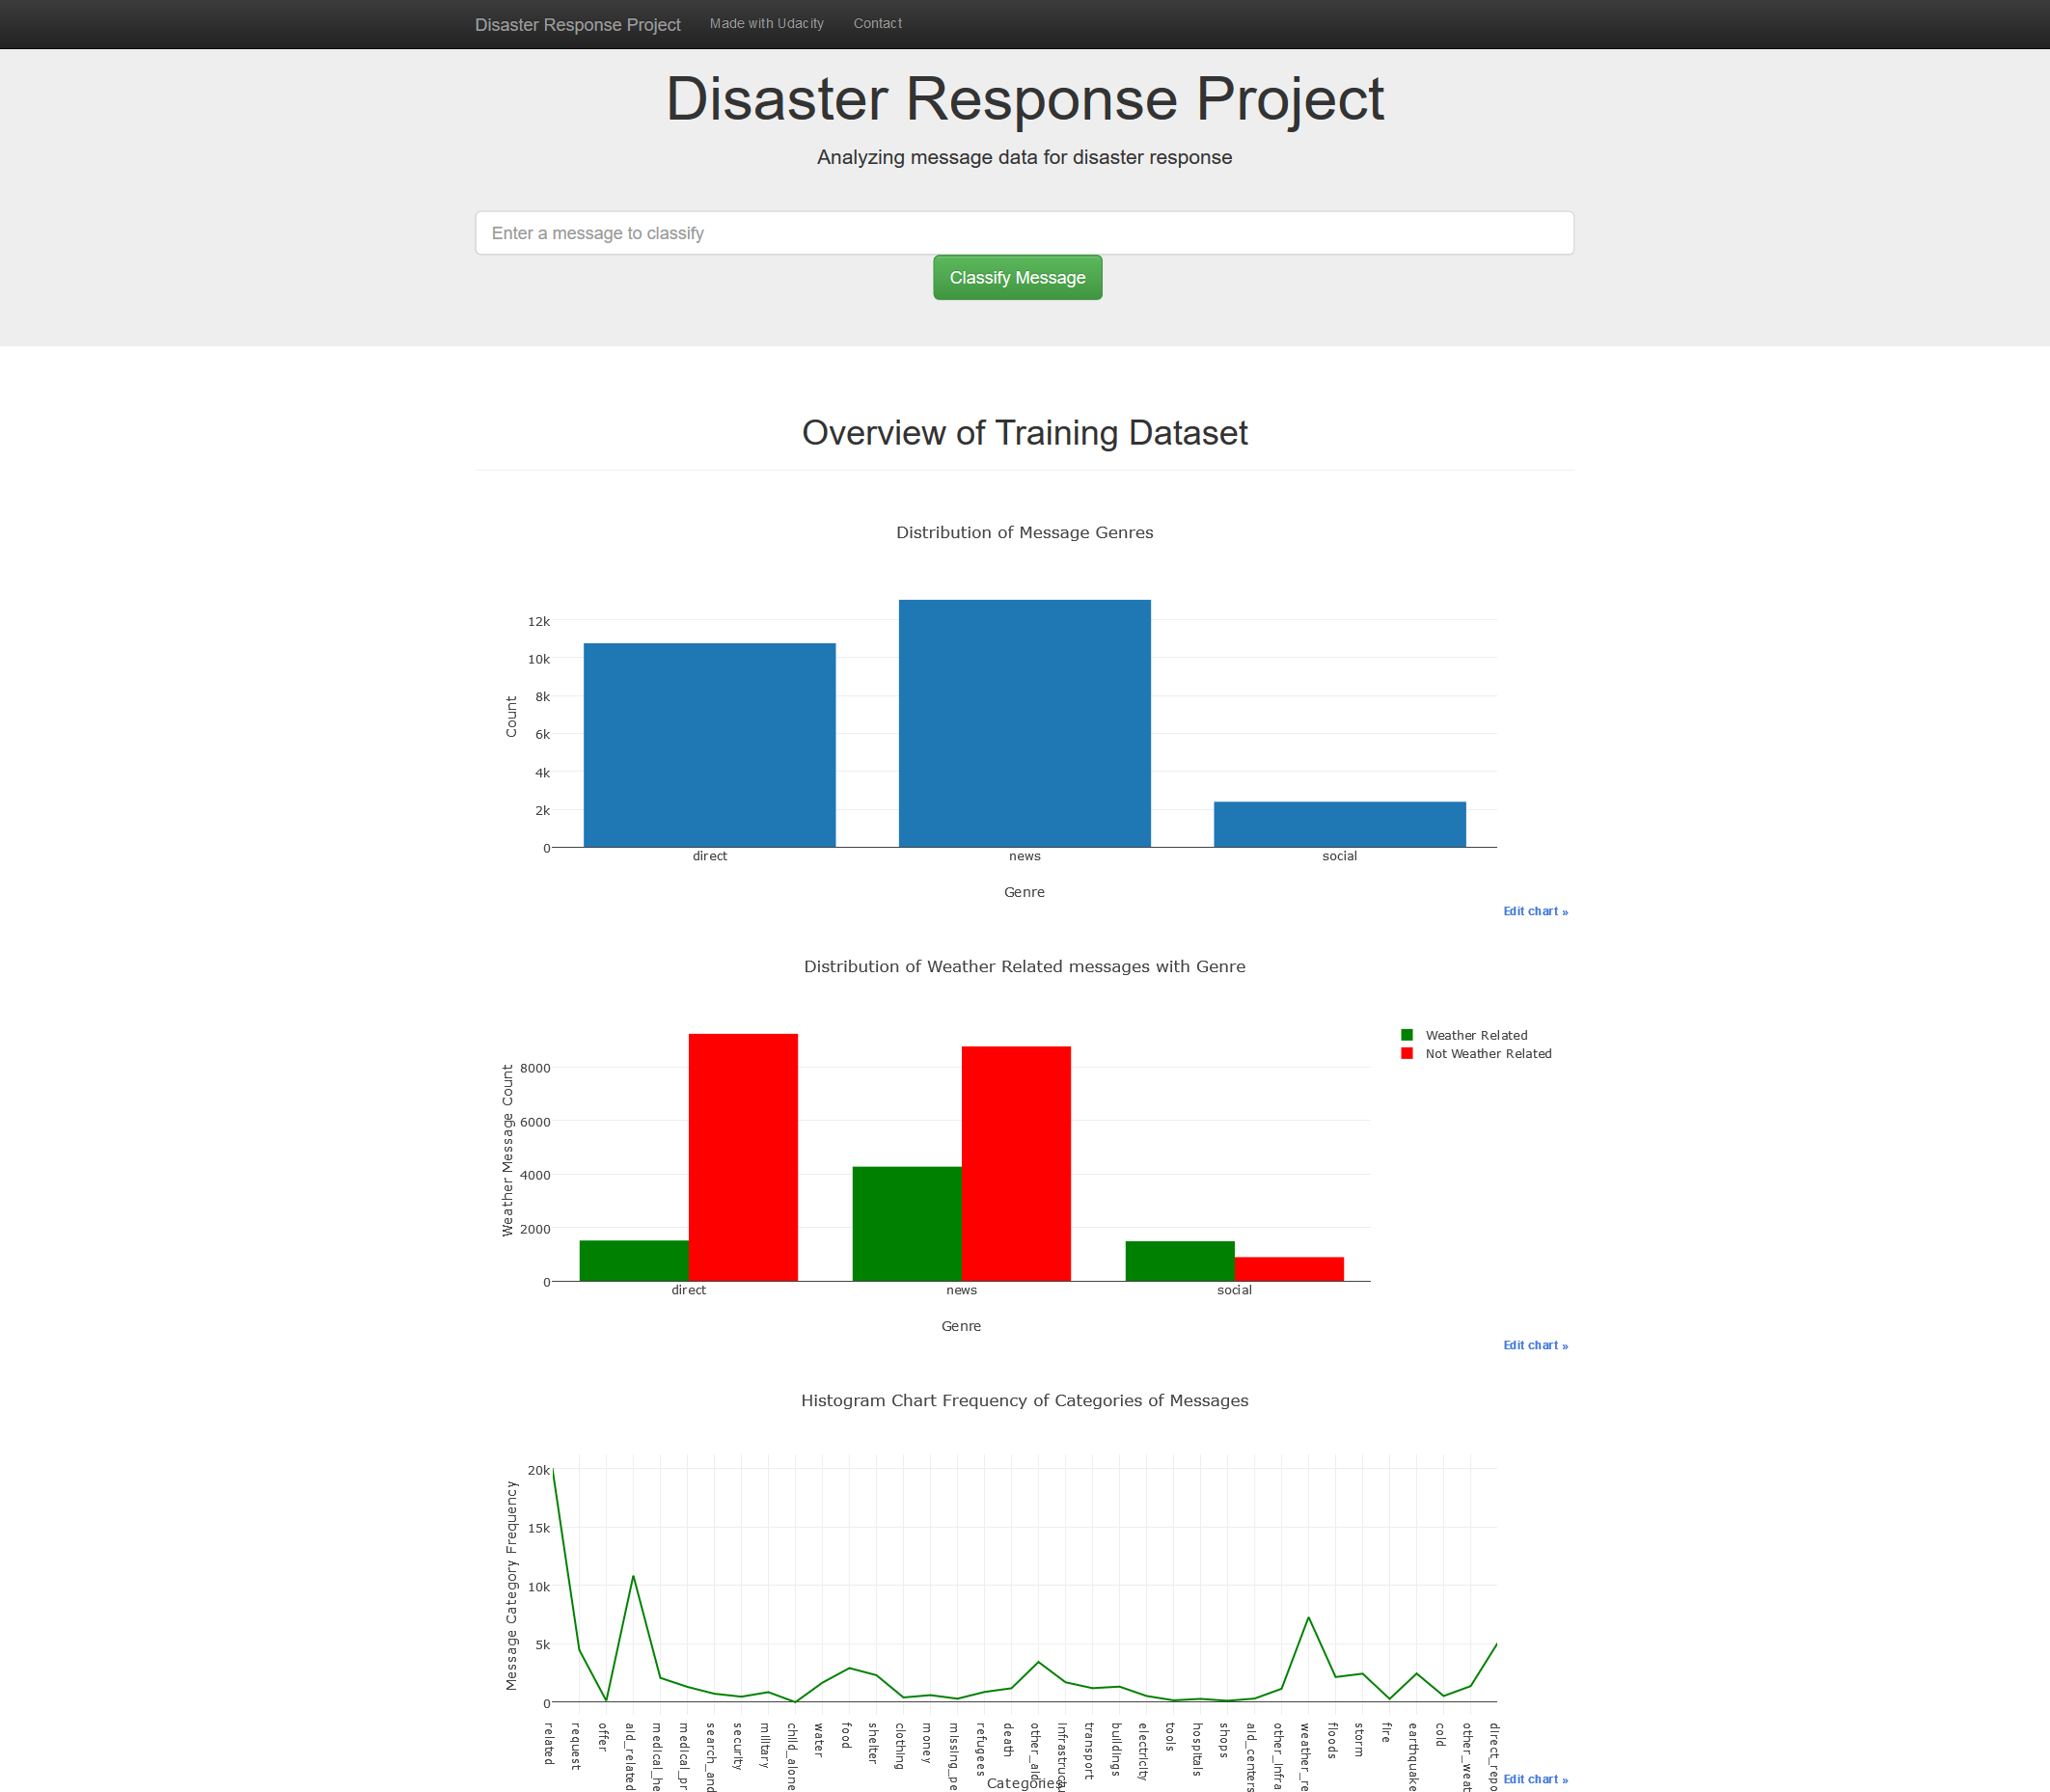 Disaster Response Project Made with Udacity Contact
Disaster Response Project
Analyzing message data for disaster response
Enter a message to classify
Classify Message
Overview of Training Dataset
Distribution of Message Genres
12k
10k
8k
6k
4k
2k
0
Count
direct news social
Genre
Edit chart »
Distribution of Weather Related messages with Genre
Weather Related
Not Weather Related
8000
6000
4000
2000
0
Weather Message Count
direct news social
Genre
Edit chart »
Histogram Chart Frequency of Categories of Messages
20k
15k
10k
5k
0
Message Category Frequency
related
request
offer
aid_related
medical_he
medical_pr
search_and
security
military
child_alone
water
food
shelter
clothing
money
missing_pe
refugees
death
other_aid
infrastructu
transport
buildings
electricity
tools
hospitals
shops
aid_centers
other_infra
weather_re
floods
storm
fire
earthquake
cold
other_weat
direct_repo
Categories
Edit chart »